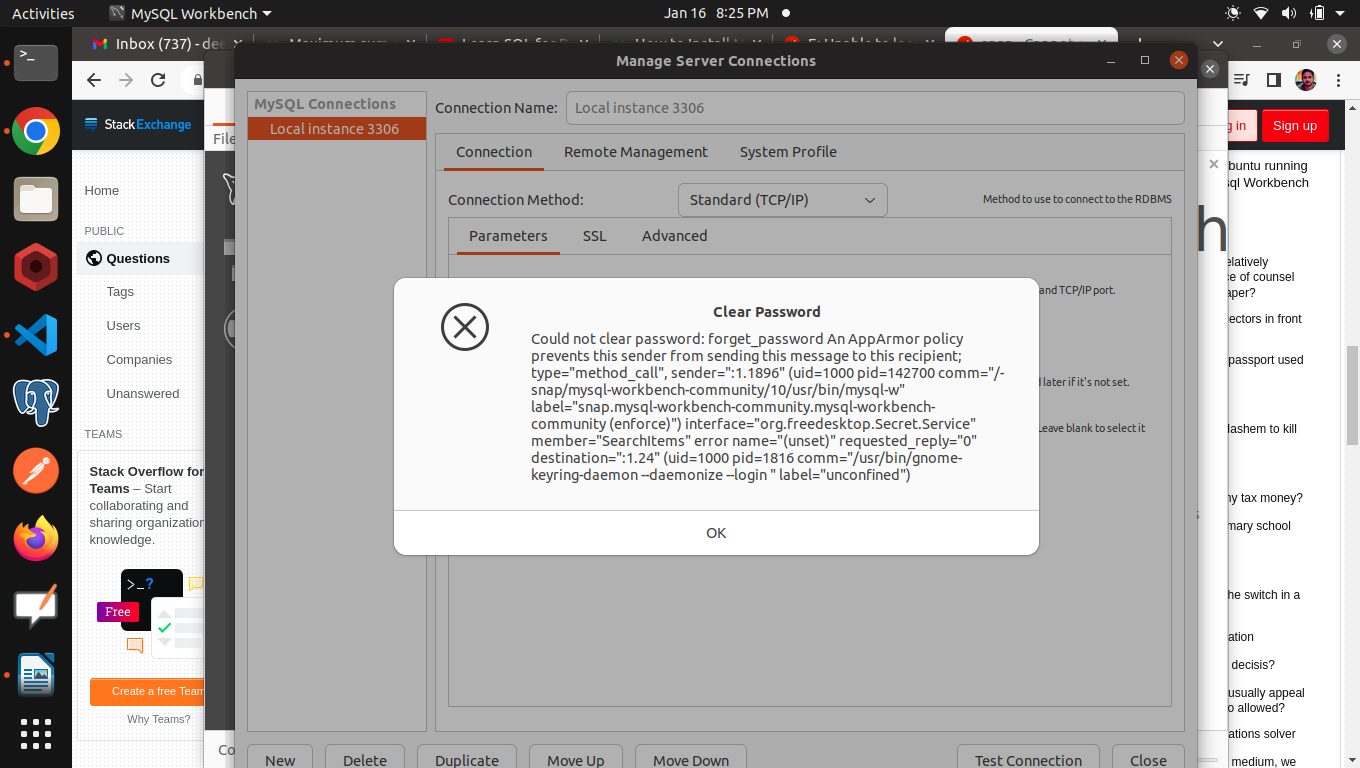 Activities
MySQL Workbench
Jan 16 8:25 PM
Inbox (737) - dee
Manage Server Connections
StackExchange
Sign up
g in
File
MySQL Connections
Local instance 3306
Connection Name:
Local instance 3306
Connection
Remote Management
System Profile
Connection Method:
Standard (TCP/IP)
Method to use to connect to the RDBMS
Parameters
SSL
Advanced
and TCP/IP port.
later if it's not set.
Leave blank to select it
Clear Password
Could not clear password: forget_password An AppArmor policy
prevents this sender from sending this message to this recipient;
type="method_call", sender=":1.1896" (uid=1000 pid=142700 comm="/-
snap/mysql-workbench-community/10/usr/bin/mysql-w"
label="snap.mysql-workbench-community.mysql-workbench-
community (enforce)") interface="org.freedesktop.Secret.Service"
member="SearchItems" error name="(unset)" requested_reply="0"
destination=":1.24" (uid=1000 pid=1816 comm="/usr/bin/gnome-
keyring-daemon --daemonize --login " label="unconfined")
OK
New
Delete
Duplicate
Move Up
Move Down
Test Connection
Close
Home
PUBLIC
Questions
Tags
Users
Companies
Unanswered
TEAMS
Stack Overflow for
Teams – Start
collaborating and
sharing organization
knowledge.
>_?
Free
Create a free Team
Why Teams?
Co
h
buntu running
ql Workbench
elatively
e of counsel
aper?
ectors in front
passport used
lashem to kill
ny tax money?
mary school
he switch in a
ation
decisis?
usually appeal
o allowed?
ations solver
medium, we